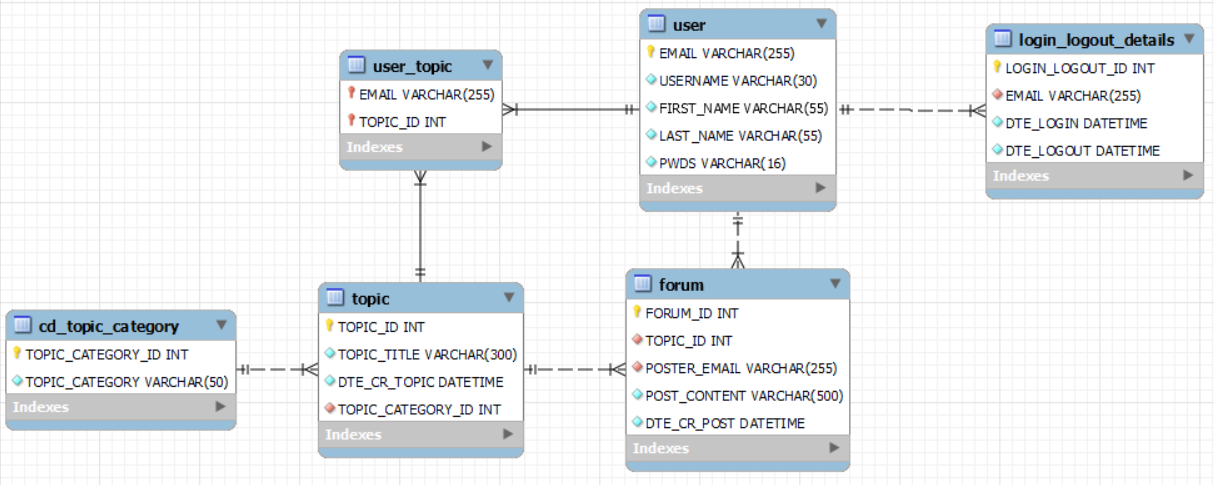 user
EMAIL VARCHAR(255)
USERNAME VARCHAR(30)
FIRST_NAME VARCHAR(55)
LAST_NAME VARCHAR(55)
PWDS VARCHAR(16)
Indexes
login_logout_details
LOGIN_LOGOUT_ID INT
EMAIL VARCHAR(255)
DTE_LOGIN DATETIME
DTE_LOGOUT DATETIME
Indexes
user_topic
EMAIL VARCHAR(255)
TOPIC_ID INT
Indexes
cd_topic_category
TOPIC_CATEGORY_ID INT
TOPIC_CATEGORY VARCHAR(50)
Indexes
topic
TOPIC_ID INT
TOPIC_TITLE VARCHAR(300)
DTE_CR_TOPIC DATETIME
TOPIC_CATEGORY_ID INT
Indexes
forum
FORUM_ID INT
TOPIC_ID INT
POSTER_EMAIL VARCHAR(255)
POST_CONTENT VARCHAR(500)
DTE_CR_POST DATETIME
Indexes